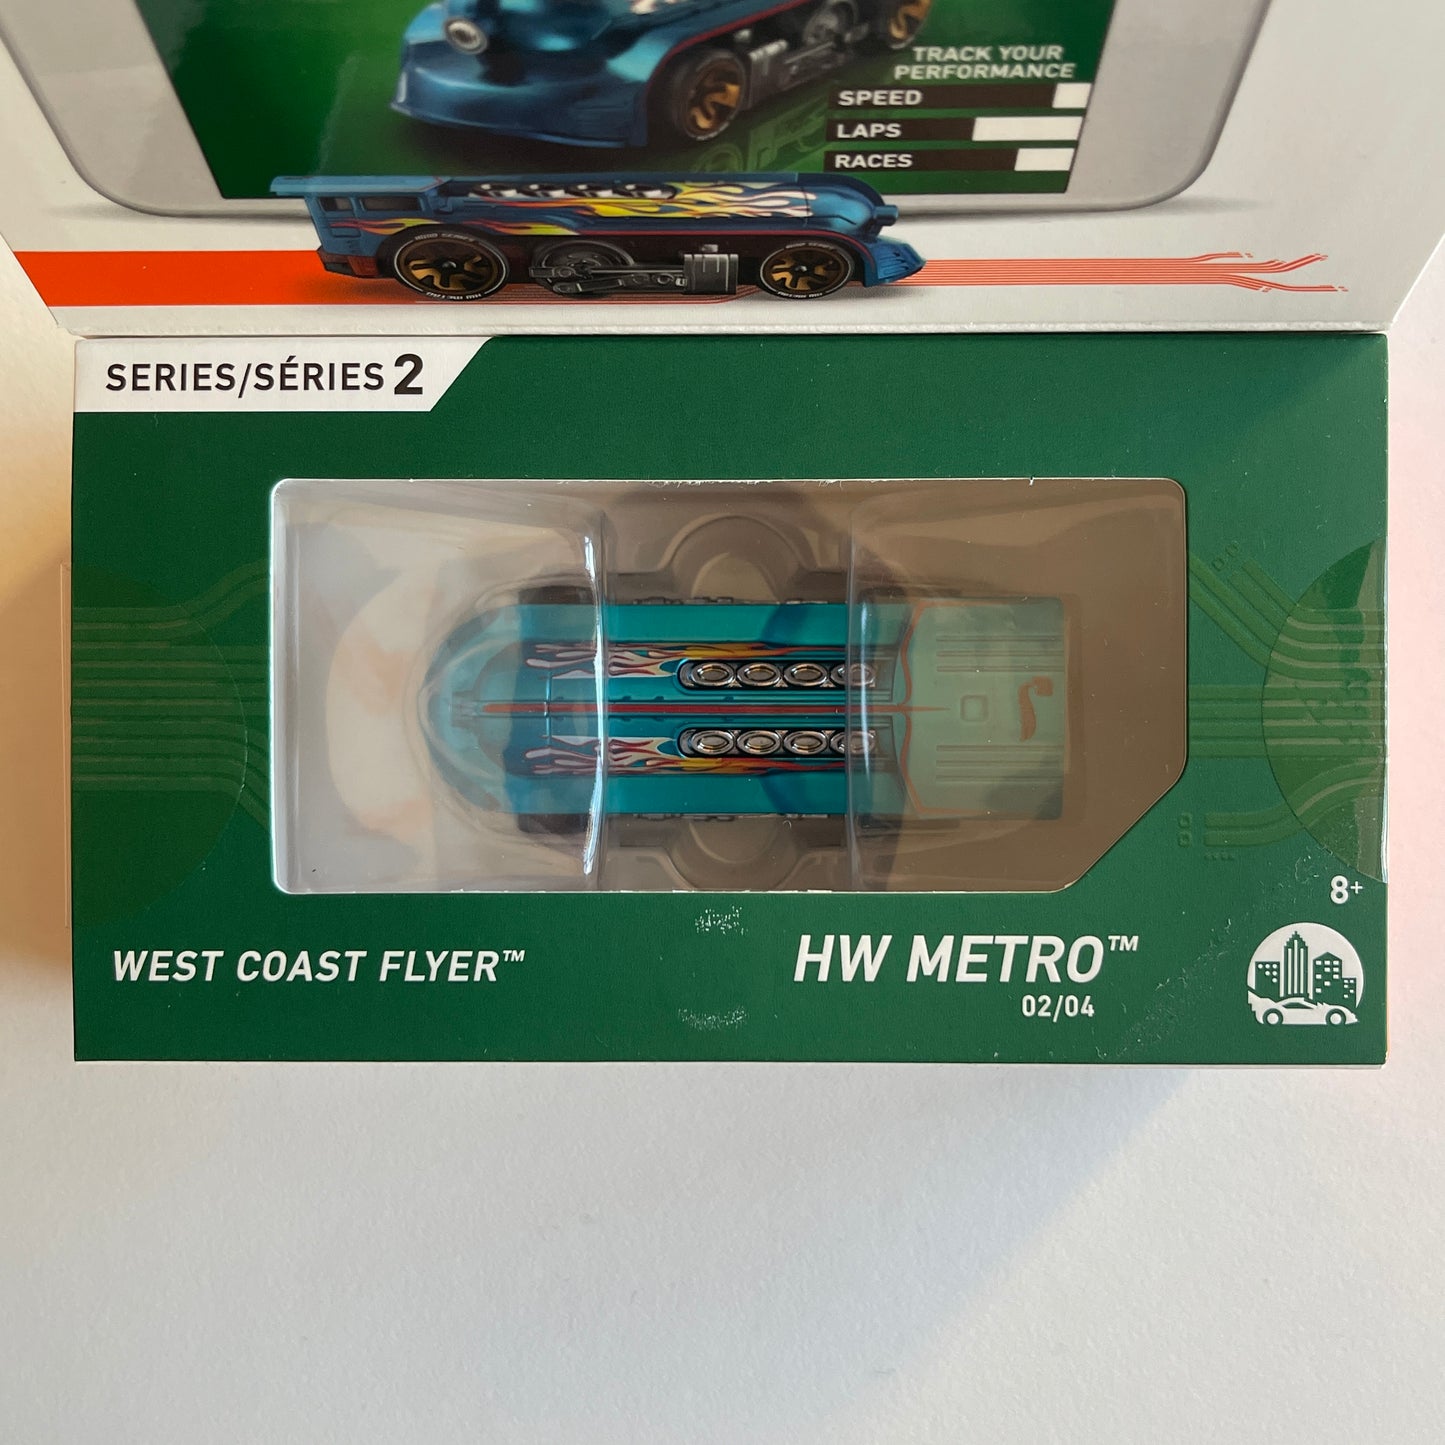 TRACK YOUR
PERFORMANCE
SPEED
LAPS
RACES
SERIES/SÉRIES 2
8+
WEST COAST FLYER™
HW METRO™
02/04